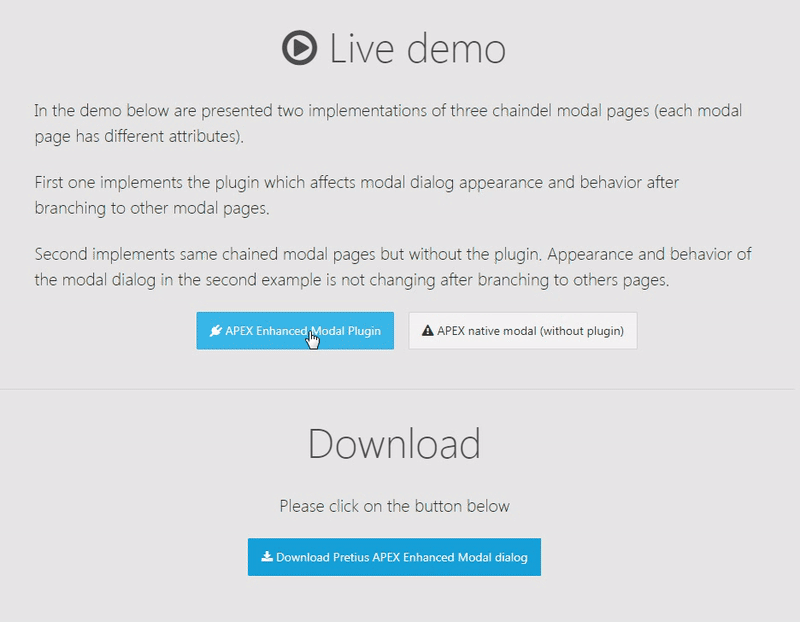 Live demo
In the demo below are presented two implementations of three chaindel modal pages (each modal
page has different attributes).
First one implements the plugin which affects modal dialog appearance and behavior after
branching to other modal pages.
Second implements same chained modal pages but without the plugin. Appearance and behavior of
the modal dialog in the second example is not changing after branching to others pages.
APEX Enhanced Modal Plugin
APEX native modal (without plugin)
Download
Please click on the button below
Download Pretius APEX Enhanced Modal dialog